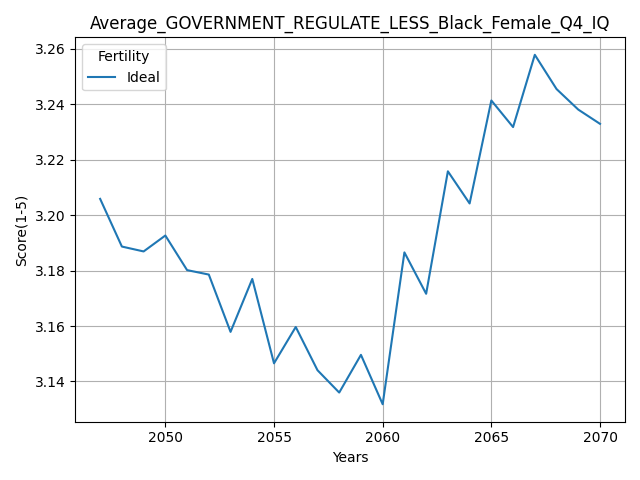 Average_GOVERNMENT_REGULATE_LESS_Black_Female_Q4_IQ
Fertility
Ideal
3.26
3.24
3.22
3.20
3.18
3.16
3.14
Score(1-5)
2050
2055
2060
2065
2070
Years